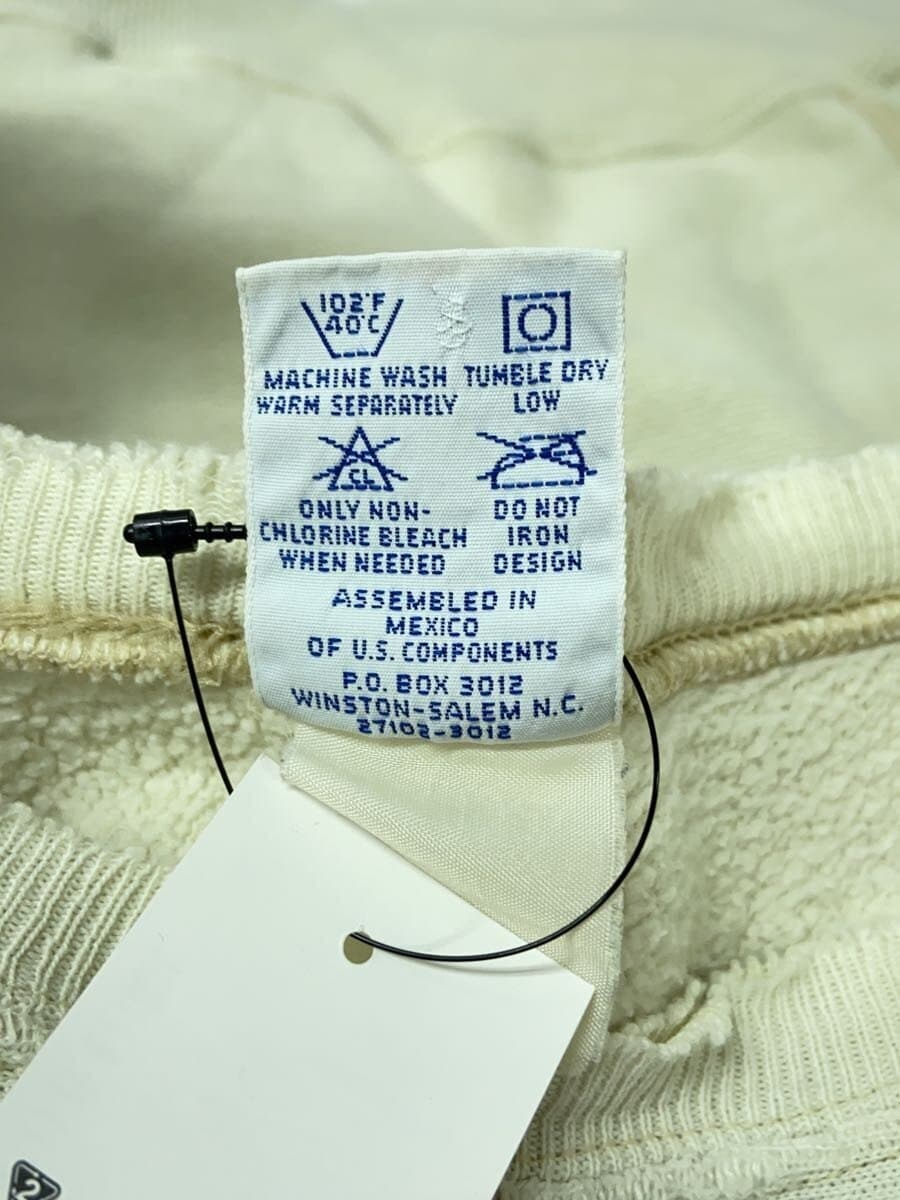 102°F
40°C
MACHINE WASH
WARM SEPARATELY
TUMBLE DRY
LOW
CL
ONLY NON-
CHLORINE BLEACH
WHEN NEEDED
DO NOT
IRON
DESIGN
ASSEMBLED IN
MEXICO
OF U.S. COMPONENTS
P.O. BOX 3012
WINSTON-SALEM N.C.
27102-3012
2